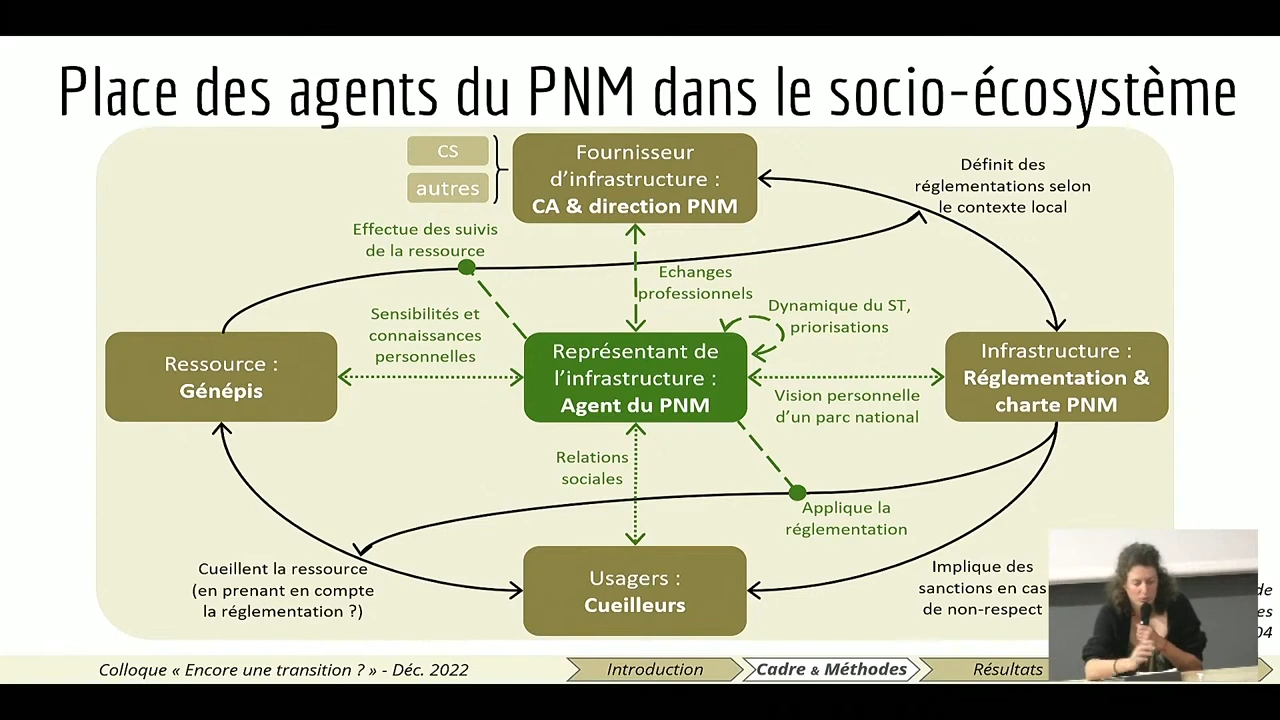 Place des agents du PNM dans le socio-écosystème
CS
autres
Fournisseur
d'infrastructure :
CA & direction PNM
Définit des
réglementations selon
le contexte local
Effectue des suivis
de la ressource
Echanges
professionnels
Dynamique du ST,
priorisations
Sensibilités et
connaissances
personnelles
Ressource :
Génépis
Représentant de
l'infrastructure :
Agent du PNM
Infrastructure :
Réglementation &
charte PNM
Vision personnelle
d'un parc national
Relations
sociales
Applique la
réglementation
Cueillent la ressource
(en prenant en compte
la réglementation ?)
Usagers :
Cueilleurs
Implique des
sanctions en cas
de non-respect
de
es
04
Colloque « Encore une transition ? » - Déc. 2022
Introduction
Cadre & Méthodes
Résultats